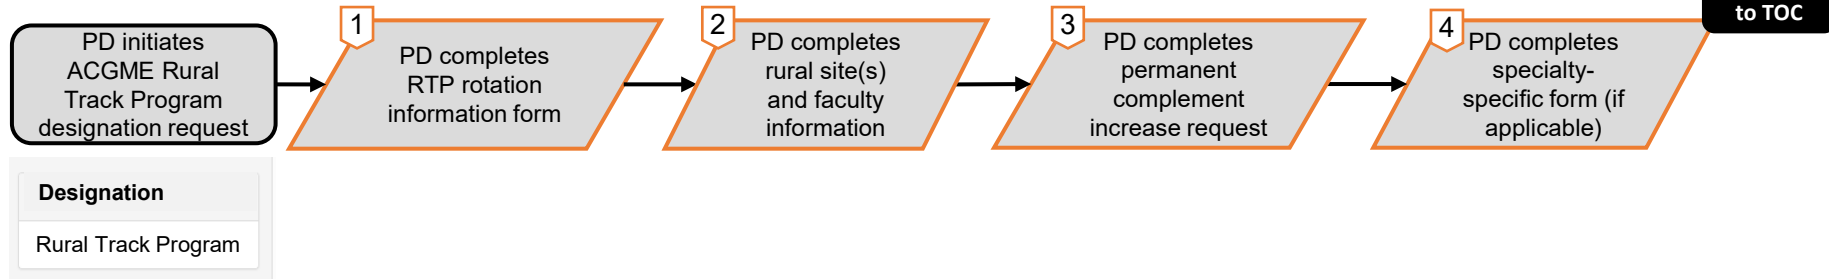 to TOC
PD initiates
ACGME Rural
Track Program
designation request
1
PD completes
RTP rotation
information form
2
PD completes
rural site(s)
and faculty
information
3
PD completes
permanent
complement
increase request
4
PD completes
specialty-
specific form (if
applicable)
Designation
Rural Track Program